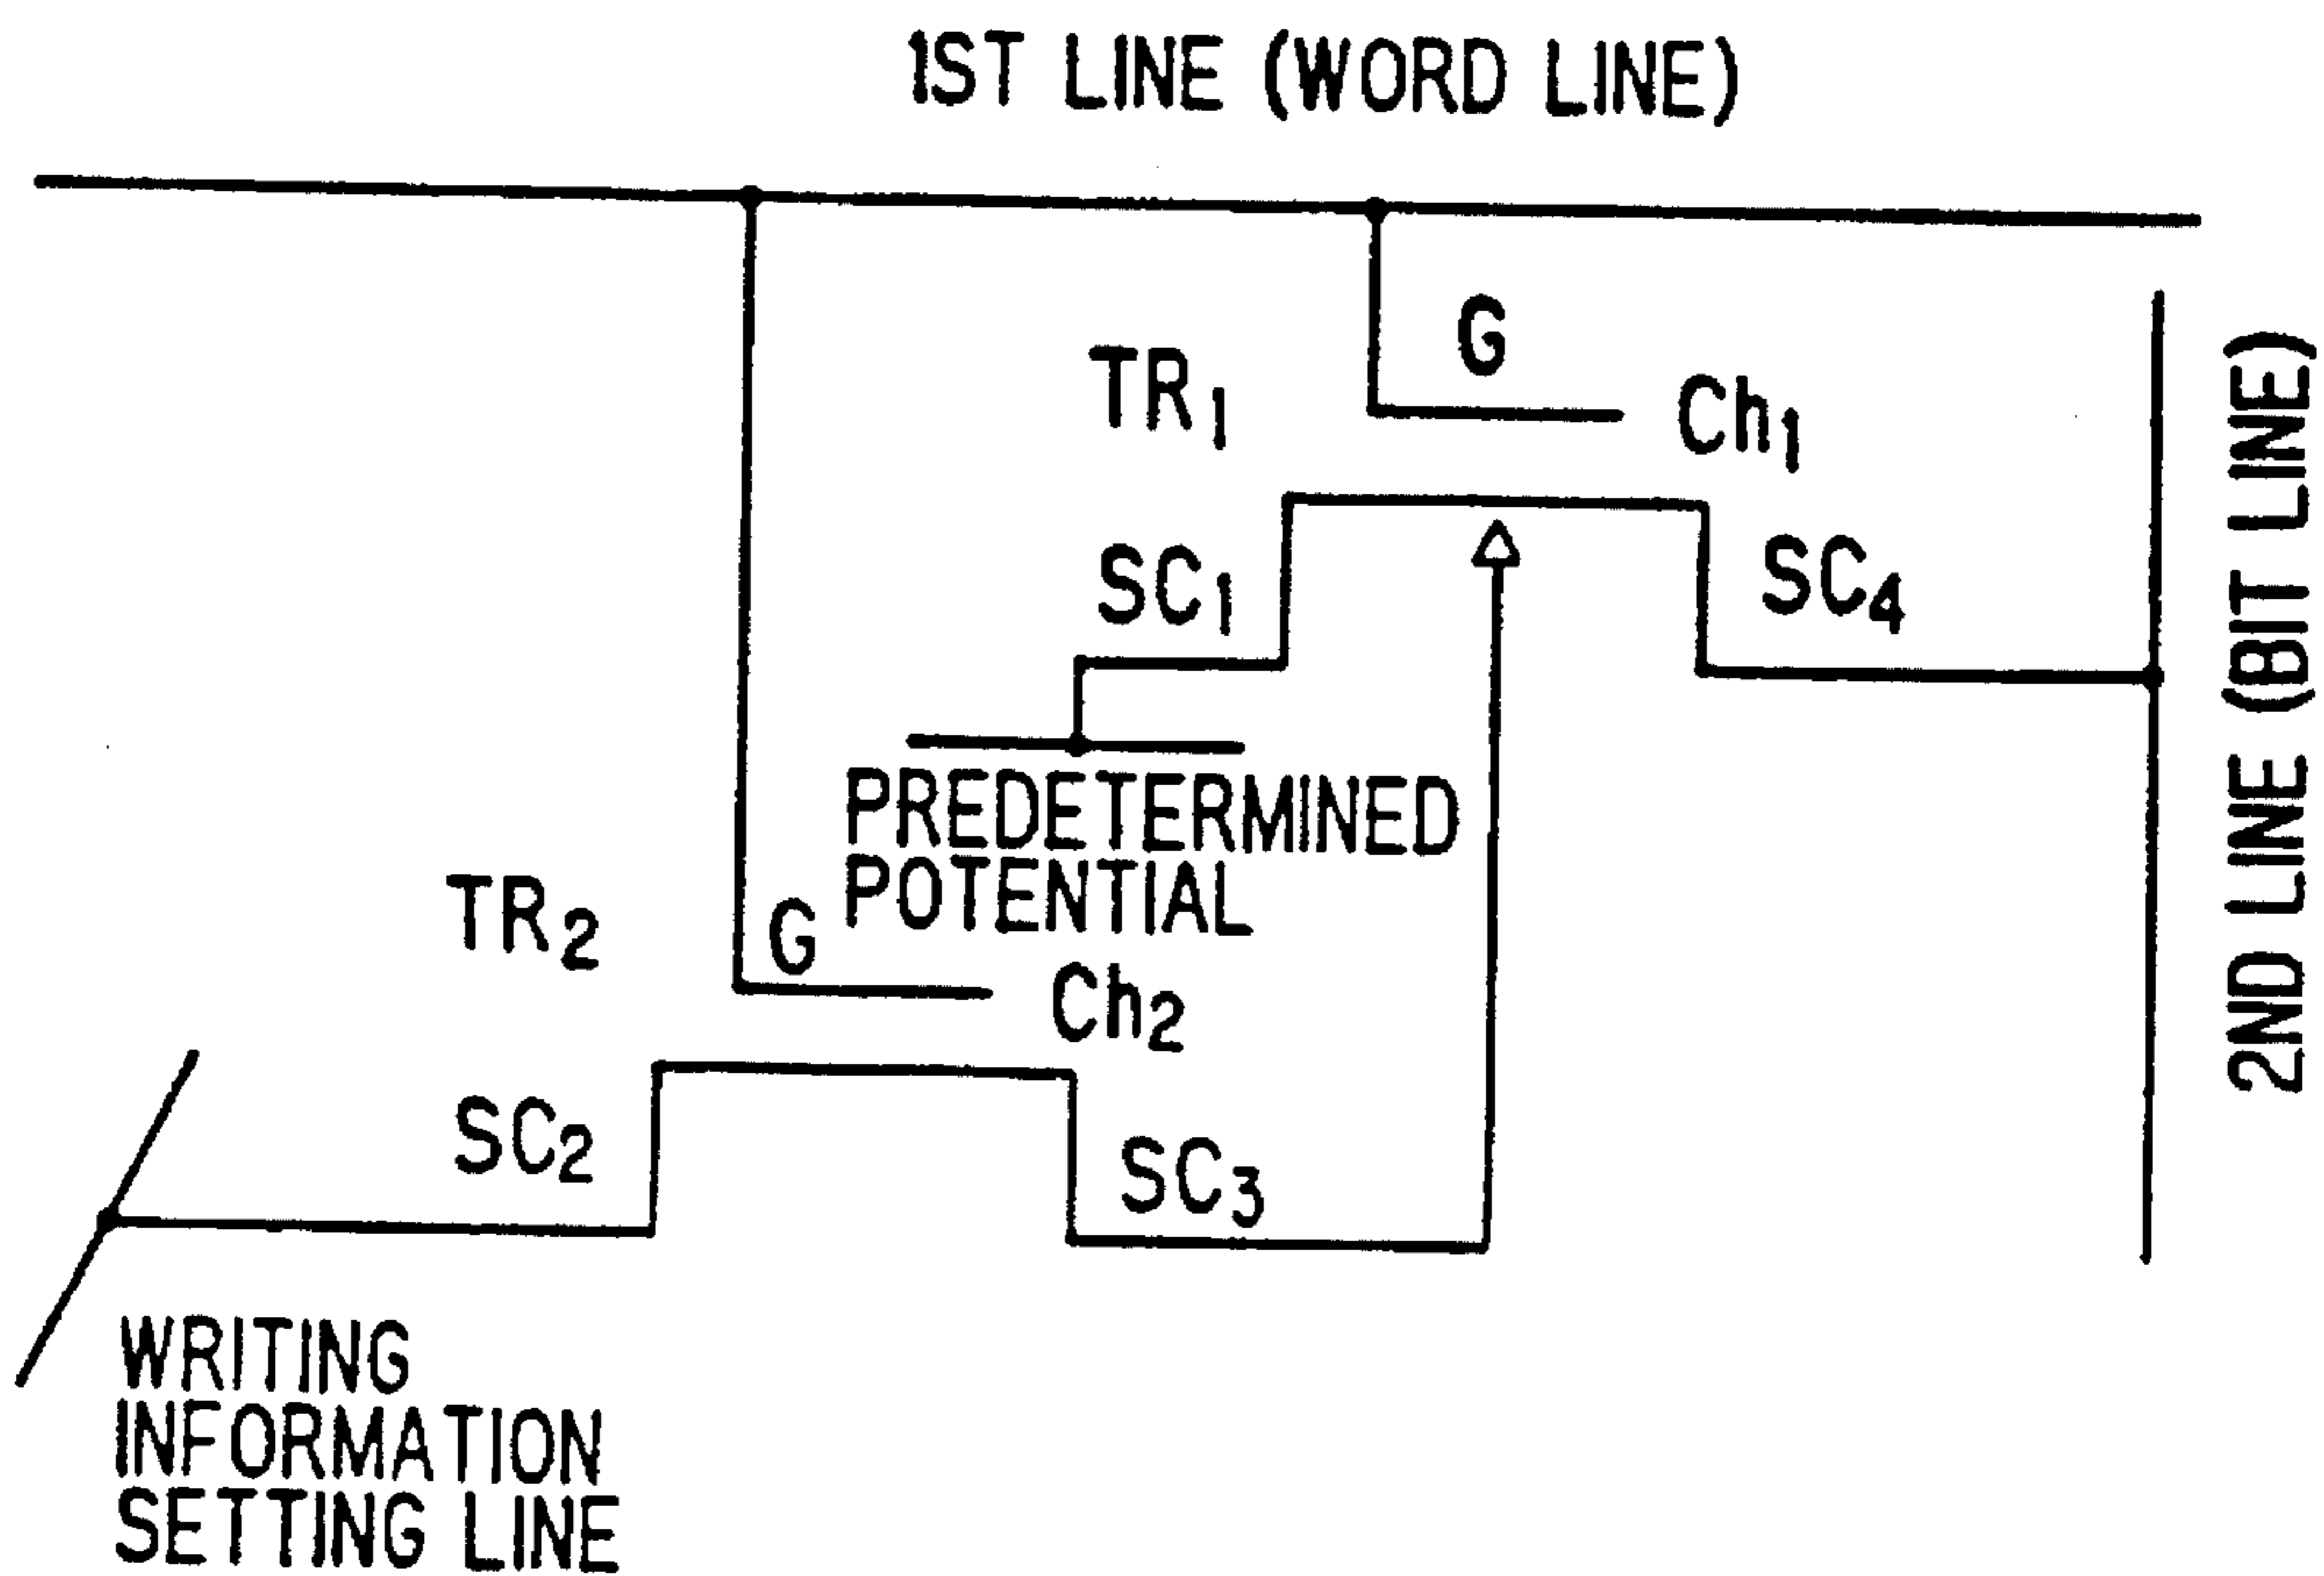 1ST LINE (WORD LINE)
G
TR1
Ch1
SC1
SC4
2ND LINE (BIT LINE)
PREDETERMINED
POTENTIAL
TR2
G
Ch2
SC2
SC3
WRITING
INFORMATION
SETTING LINE